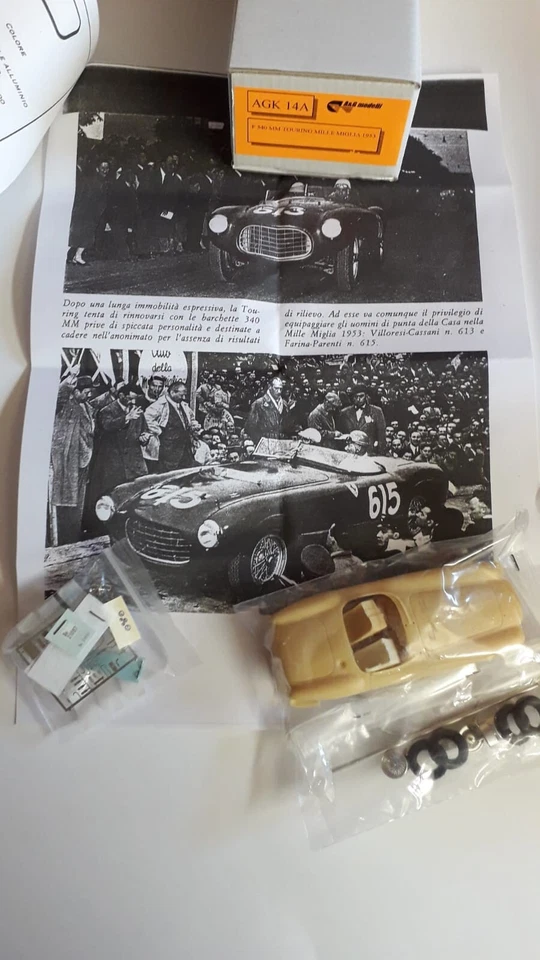 COLORE
ALLUMINIO
AGK 14A
A&G modelli
F 340 MM TOURING MILLE MIGLIA 1953
615
Dopo una lunga immobilità espressiva, la Tou-
ring tenta di rinnovarsi con le barchette 340
MM prive di spiccata personalità e destinate a
cadere nell'anonimato per l'assenza di risultati
di rilievo. Ad esse va comunque il privilegio di
equipaggiare gli uomini di punta della Casa nella
Mille Miglia 1953: Villoresi-Cassani n. 613 e
Farina-Parenti n. 615.
della
615
615